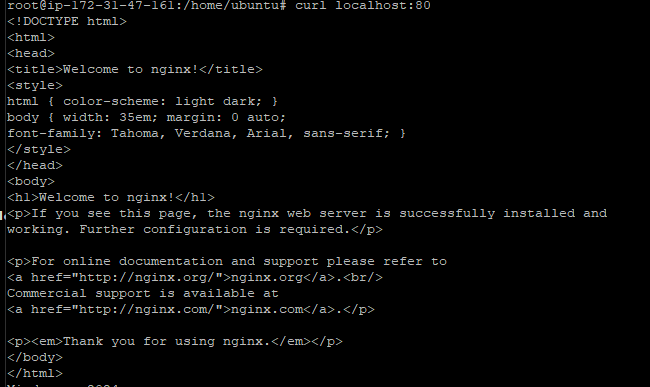 root@ip-172-31-47-161:/home/ubuntu# curl localhost:80
<!DOCTYPE html>
<html>
<head>
<title>Welcome to nginx!</title>
<style>
html { color-scheme: light dark; }
body { width: 35em; margin: 0 auto;
font-family: Tahoma, Verdana, Arial, sans-serif; }
</style>
</head>
<body>
<h1>Welcome to nginx!</h1>
<p>If you see this page, the nginx web server is successfully installed and
working. Further configuration is required.</p>

<p>For online documentation and support please refer to
<a href="http://nginx.org/">nginx.org</a>.<br/>
Commercial support is available at
<a href="http://nginx.com/">nginx.com</a>.</p>

<p><em>Thank you for using nginx.</em></p>
</body>
</html>